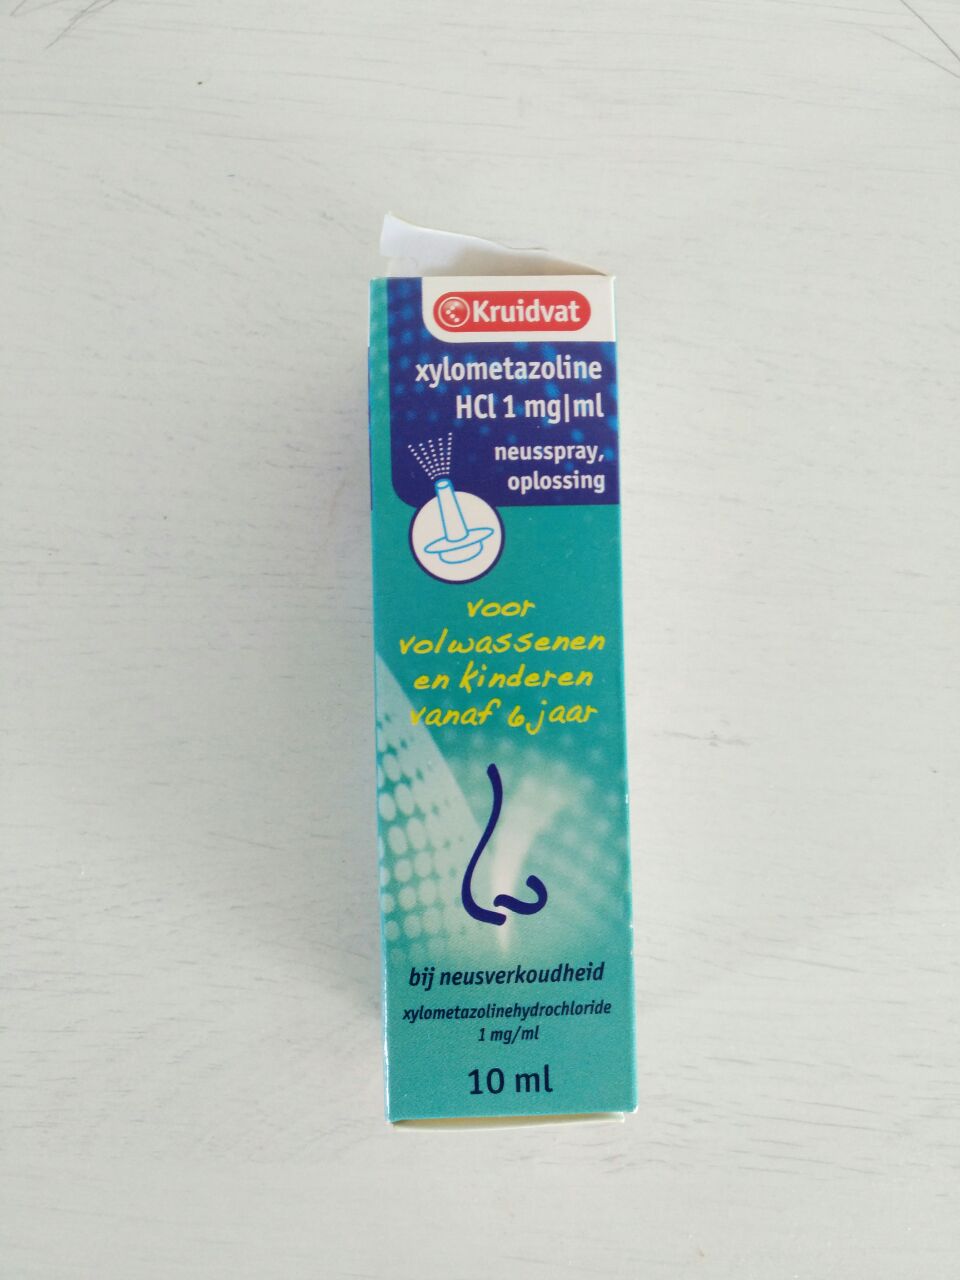 Kruidvat
xylometazoline
HCl 1 mg|ml
neusspray,
oplossing
voor
volwassenen
en kinderen
vanaf 6 jaar
bij neusverkoudheid
xylometazolinehydrochloride
1 mg/ml
10 ml